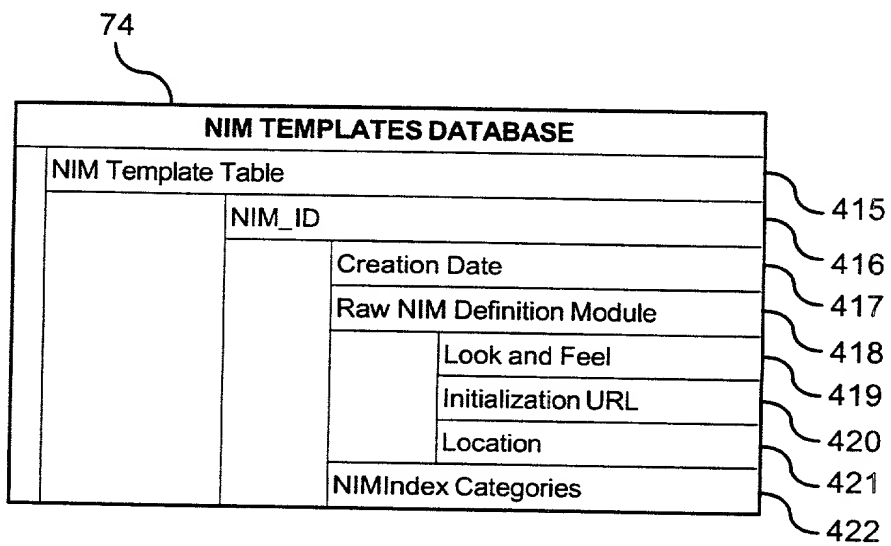 74
NIM TEMPLATES DATABASE
NIM Template Table
415
NIM_ID
416
Creation Date
417
Raw NIM Definition Module
418
Look and Feel
419
Initialization URL
420
Location
421
NIMIndex Categories
422